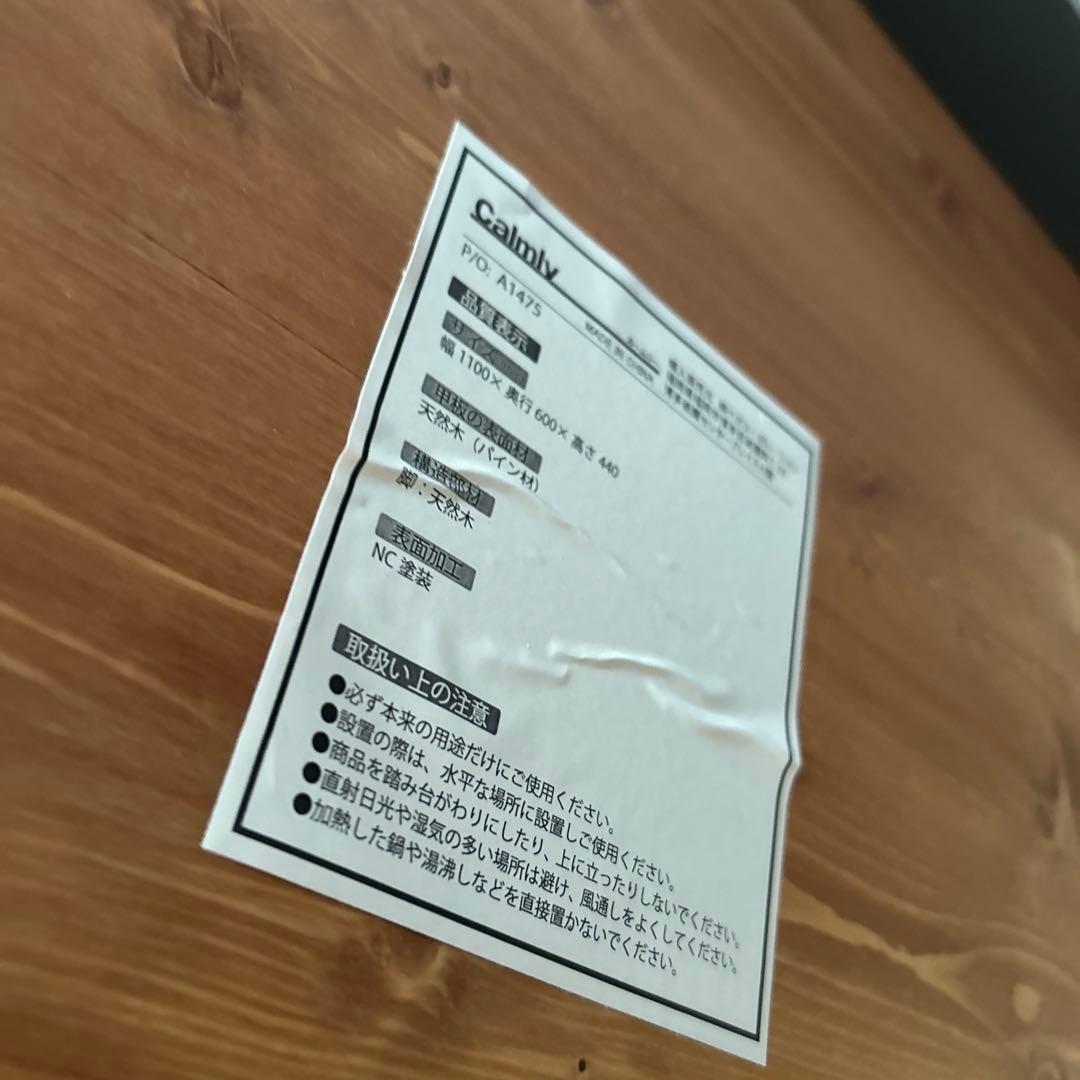 Calmly
P/O: A1475
MADE IN CHINA
品質表示
サイズ
幅 1100× 奥行 600× 高さ 440
甲板の表面材
天然木（パイン材）
構造部材
脚：天然木
表面加工
NC 塗装
取扱い上の注意
●必ず本来の用途だけにご使用ください。
●設置の際は、水平な場所に設置しご使用ください。
●商品を踏み台がわりにしたり、上に立ったりしないでください。
●直射日光や湿気の多い場所は避け、風通しをよくしてください。
●加熱した鍋や湯沸しなどを直接置かないでください。